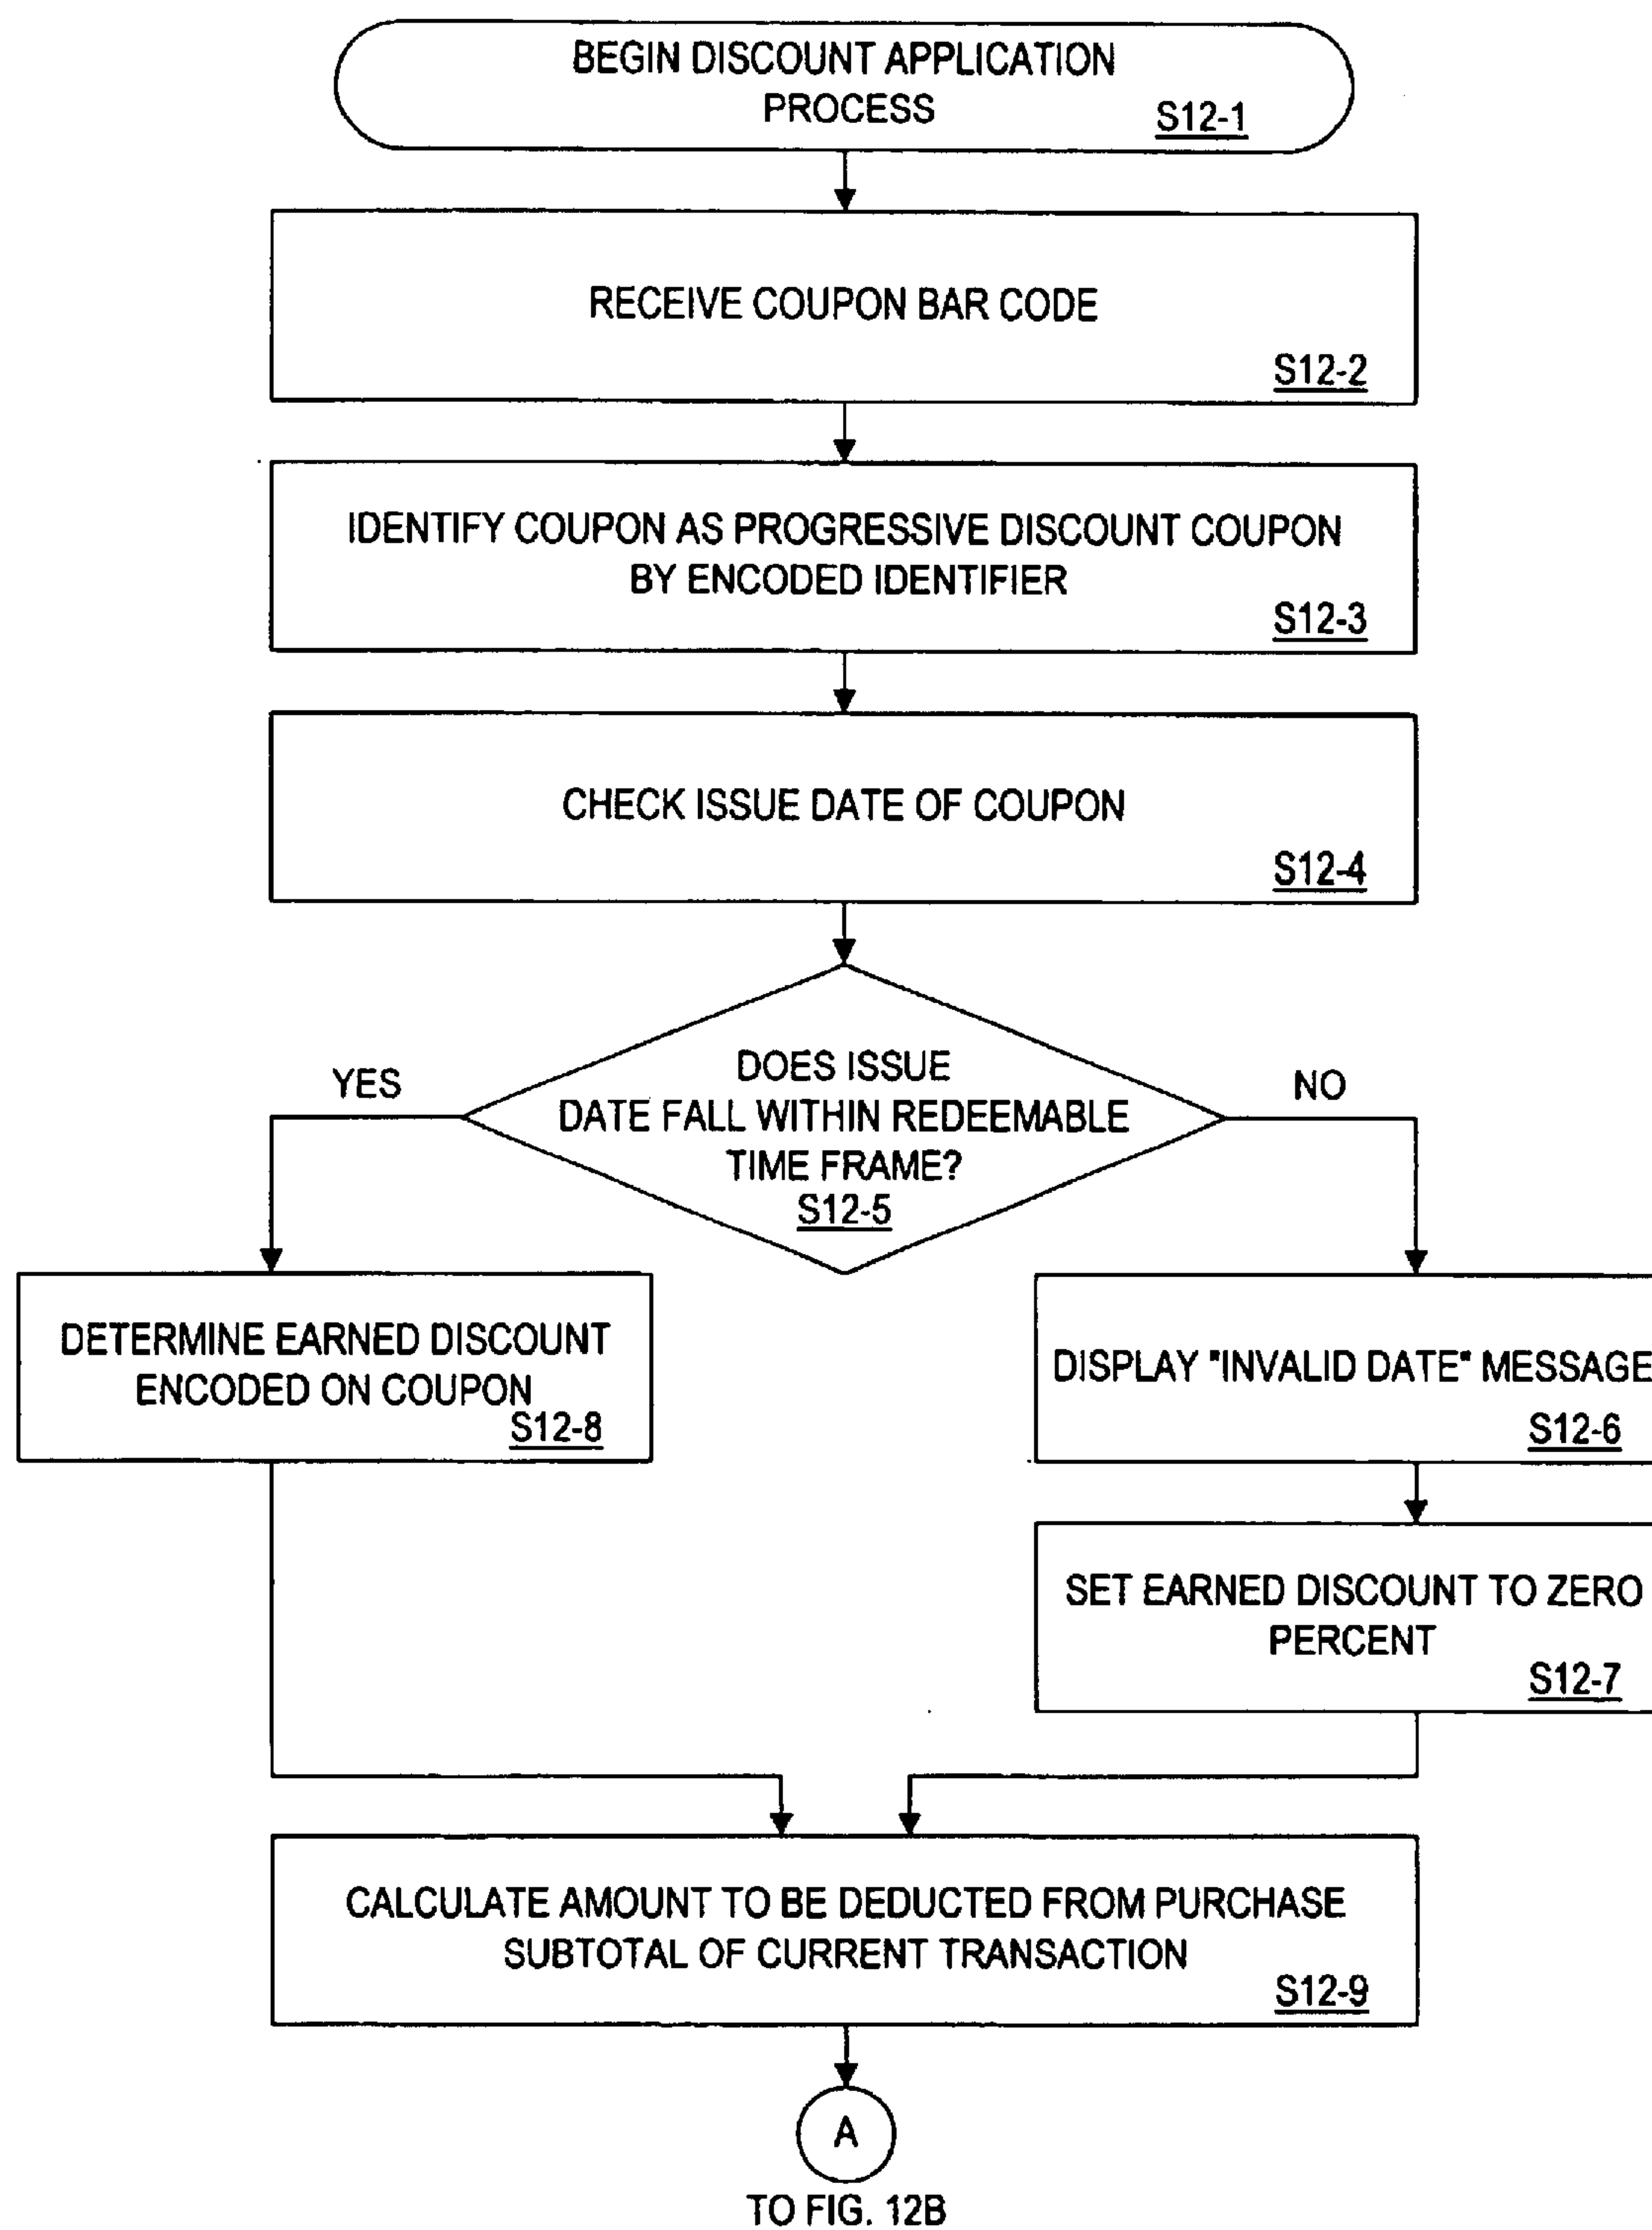 BEGIN DISCOUNT APPLICATION
PROCESS
S12-1
RECEIVE COUPON BAR CODE
S12-2
IDENTIFY COUPON AS PROGRESSIVE DISCOUNT COUPON
BY ENCODED IDENTIFIER
S12-3
CHECK ISSUE DATE OF COUPON
S12-4
DOES ISSUE
DATE FALL WITHIN REDEEMABLE
TIME FRAME?
S12-5
YES
NO
DETERMINE EARNED DISCOUNT
ENCODED ON COUPON
S12-8
DISPLAY "INVALID DATE" MESSAGE
S12-6
SET EARNED DISCOUNT TO ZERO
PERCENT
S12-7
CALCULATE AMOUNT TO BE DEDUCTED FROM PURCHASE
SUBTOTAL OF CURRENT TRANSACTION
S12-9
A
TO FIG. 12B